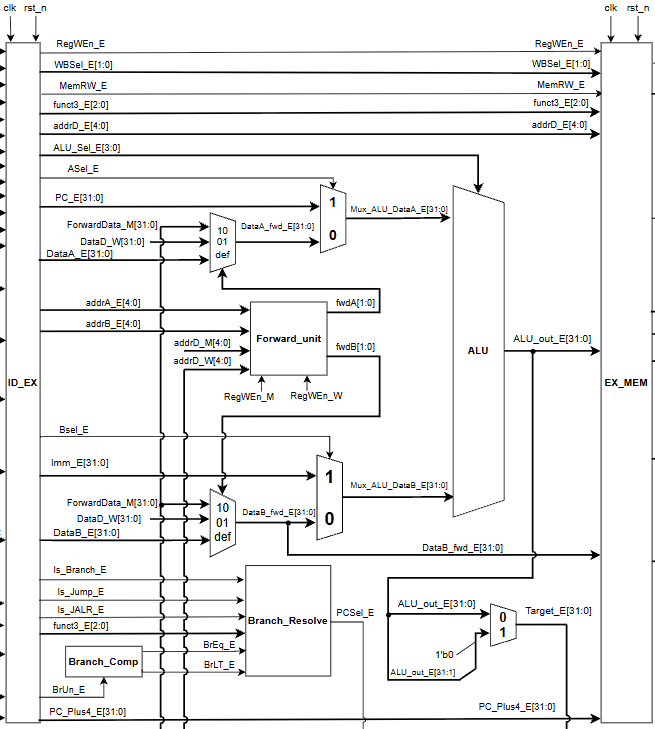 clk rst_n clk rst_n
RegWEn_E RegWEn_E
WBSel_E[1:0] WBSel_E[1:0]
MemRW_E MemRW_E
funct3_E[2:0] funct3_E[2:0]
addrD_E[4:0] addrD_E[4:0]
ALU_Sel_E[3:0]
ASel_E
PC_E[31:0] 1 Mux_ALU_DataA_E[31:0]
ForwardData_M[31:0] 10 DataA_fwd_E[31:0]
DataD_W[31:0] 01 0
DataA_E[31:0] def
addrA_E[4:0] fwdA[1:0]
addrB_E[4:0]
addrD_M[4:0] Forward_unit fwdB[1:0] ALU ALU_out_E[31:0]
addrD_W[4:0]
ID_EX EX_MEM
RegWEn_M RegWEn_W
Bsel_E
Imm_E[31:0] 1 Mux_ALU_DataB_E[31:0]
ForwardData_M[31:0] 10 DataB_fwd_E[31:0]
DataD_W[31:0] 01 0
DataB_E[31:0] def
DataB_fwd_E[31:0]
Is_Branch_E
Is_Jump_E ALU_out_E[31:0] Target_E[31:0]
Is_JALR_E Branch_Resolve PCSel_E 0
funct3_E[2:0] 1
BrEq_E 1'b0
Branch_Comp BrLT_E ALU_out_E[31:1]
BrUn_E
PC_Plus4_E[31:0] PC_Plus4_E[31:0]